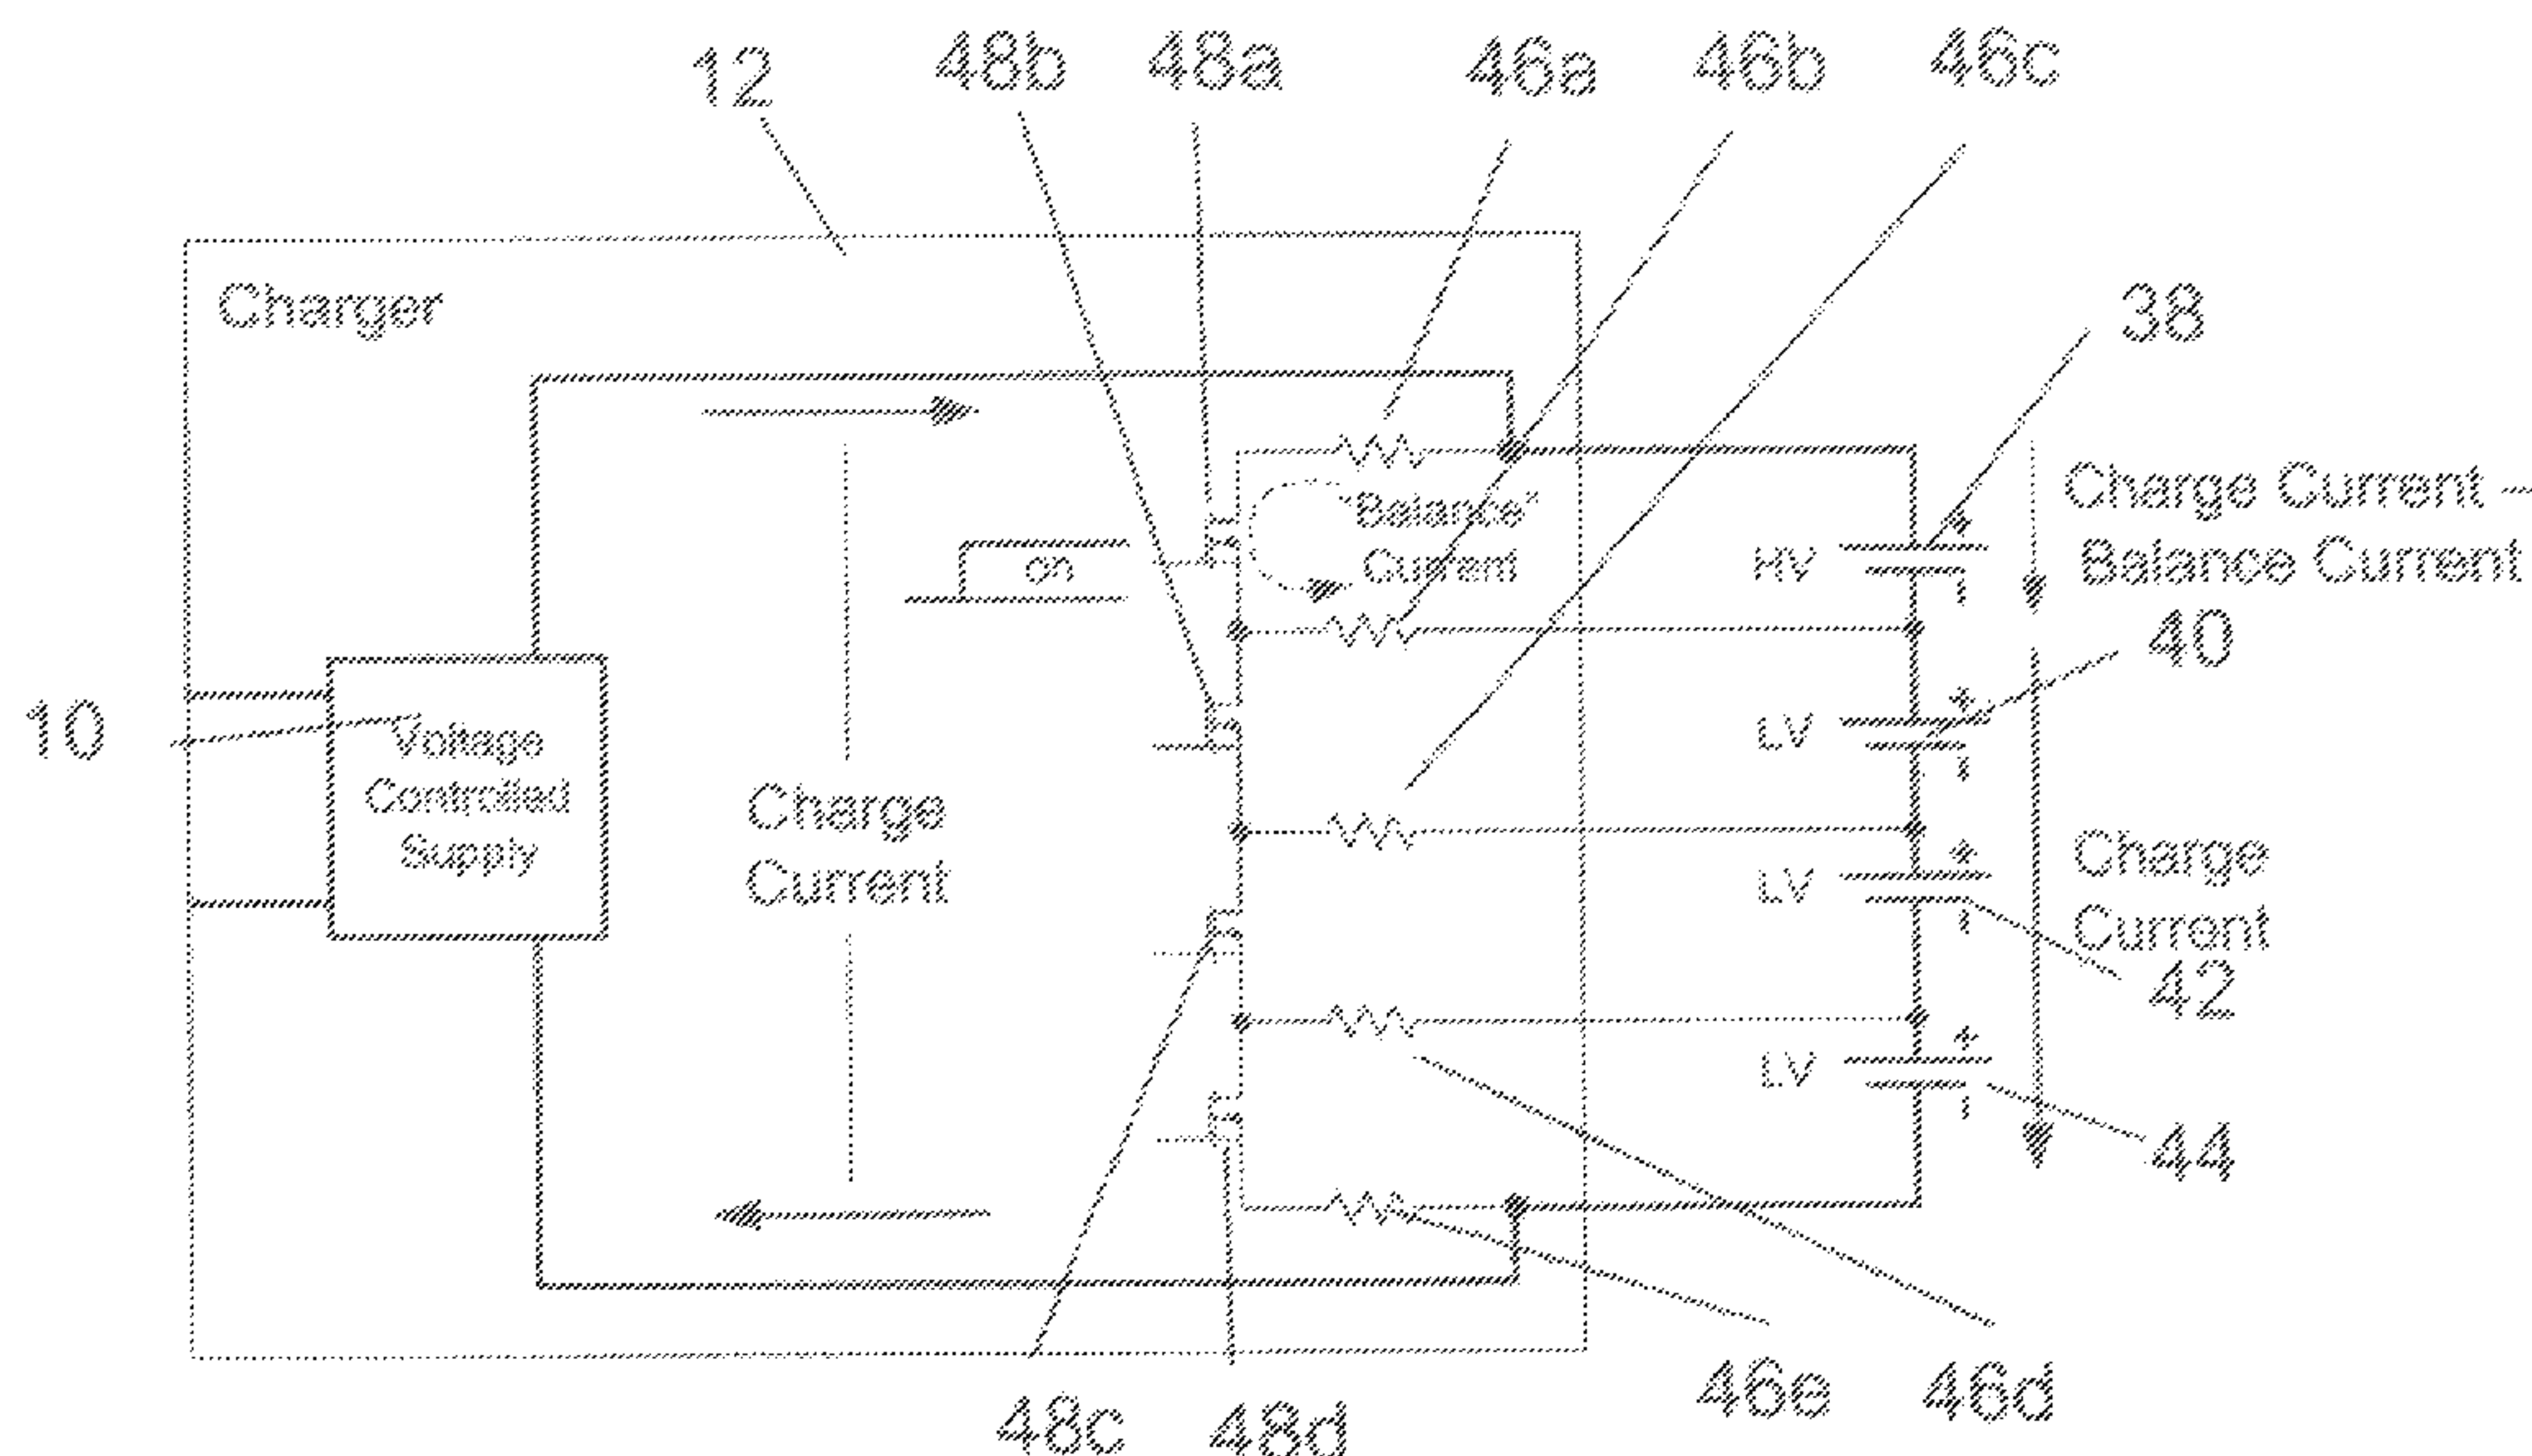 12
48b
48a
46a
46b
46c
Charger
38
Charge Current –
Balance Current
"Balance"
Current
on
HV
40
10
Voltage
Controlled
Supply
LV
Charge
Current
LV
Charge
Current
42
LV
44
46e
46d
48c
48d